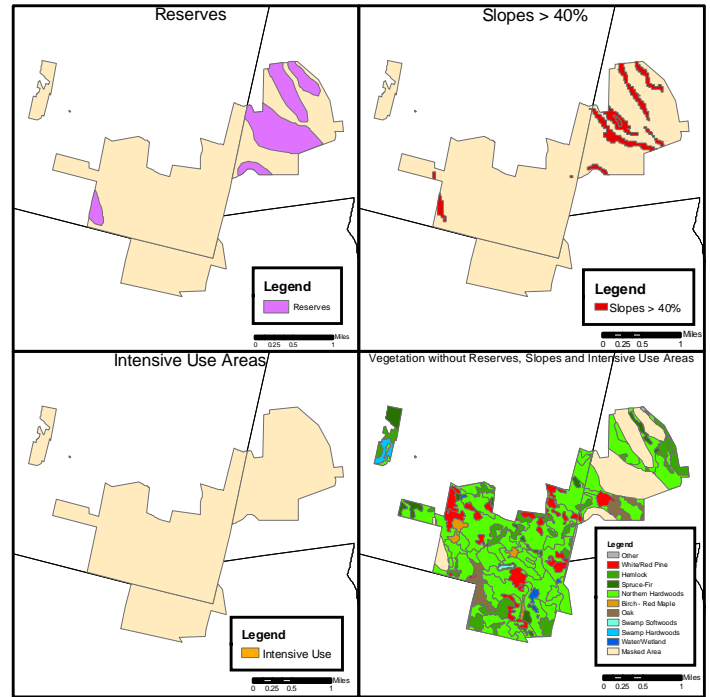 Reserves
Legend
Reserves
Miles
0 0.25 0.5 1
Slopes > 40%
Legend
Slopes > 40%
Miles
0 0.25 0.5 1
Intensive Use Areas
Legend
Intensive Use
Miles
0 0.25 0.5 1
Vegetation without Reserves, Slopes and Intensive Use Areas
Legend
Other
White/Red Pine
Hemlock
Spruce-Fir
Northern Hardwoods
Birch - Red Maple
Oak
Swamp Softwoods
Swamp Hardwoods
Water/Wetland
Masked Area
Miles
0 0.25 0.5 1